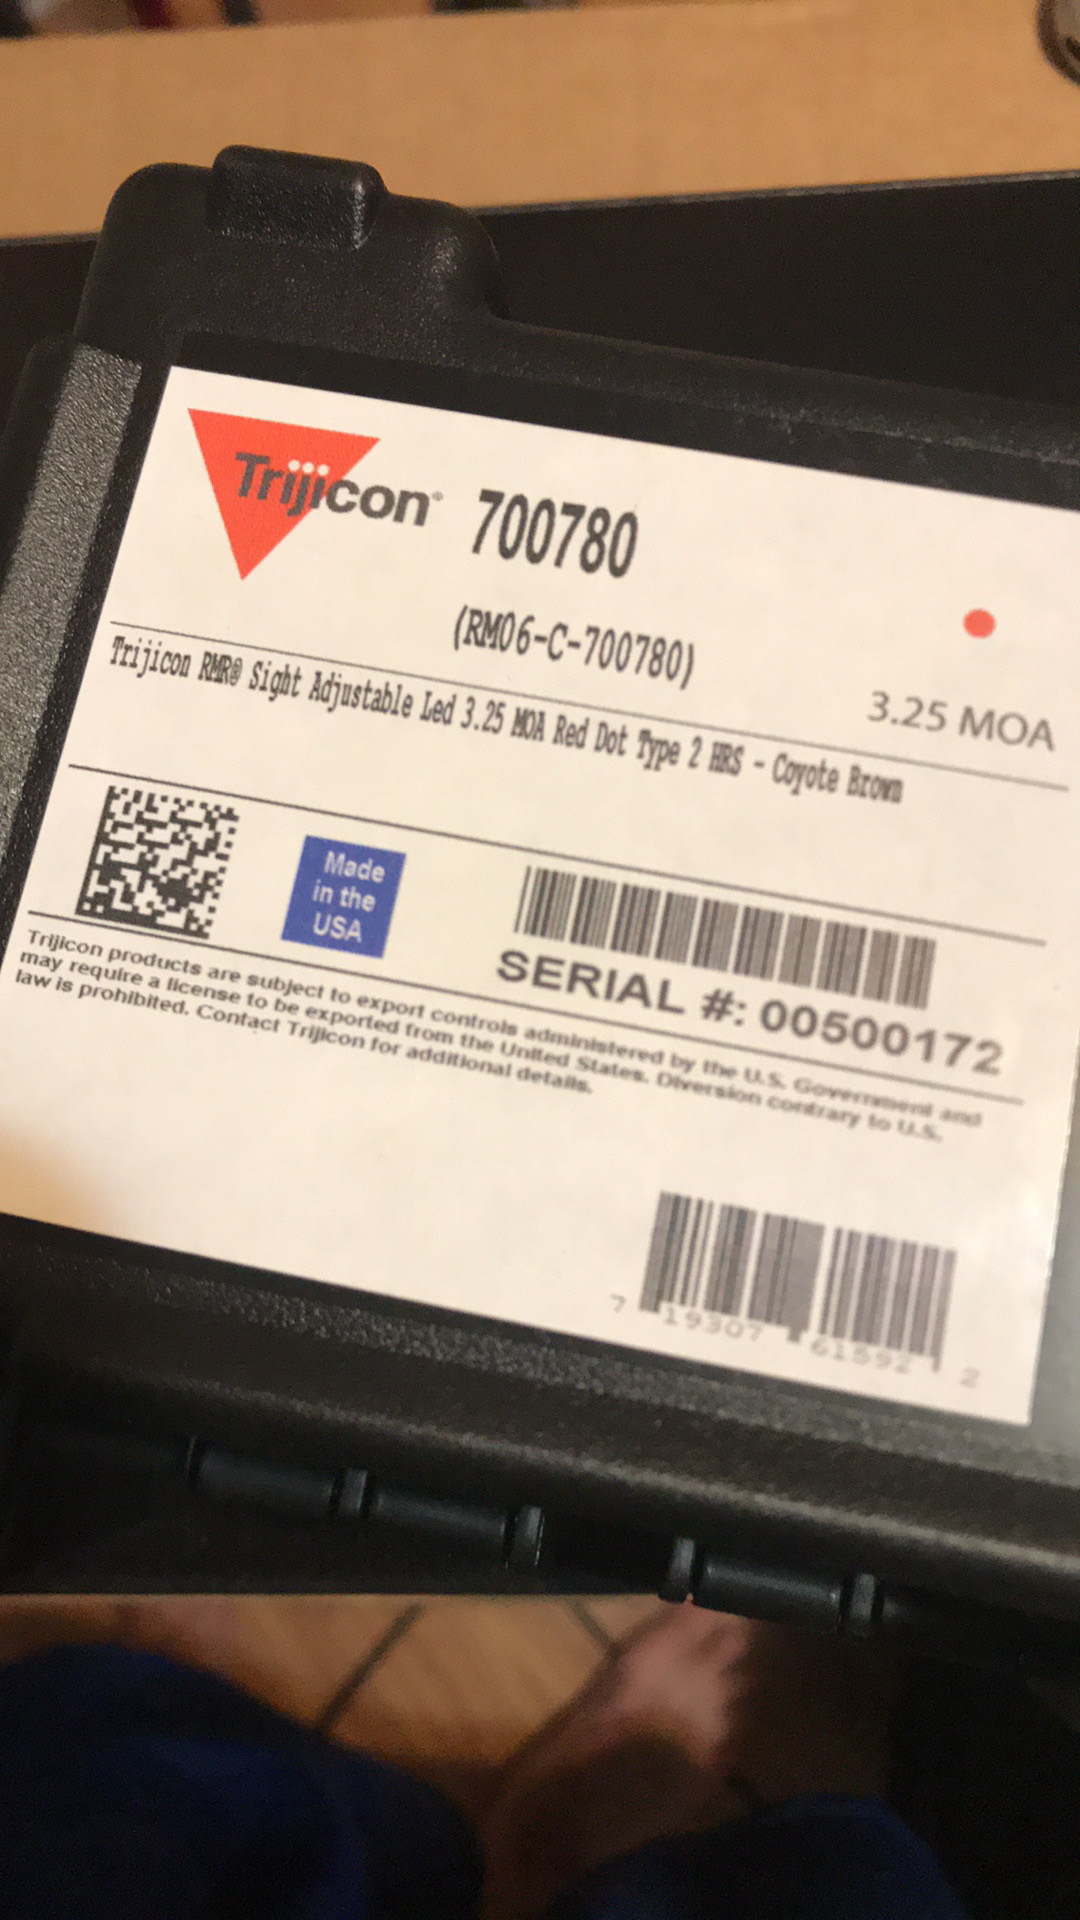 Trijicon®
700780
(RM06-C-700780)
3.25 MOA
Trijicon RMR® Sight Adjustable Led 3.25 MOA Red Dot Type 2 HRS - Coyote Brown
Made
in the
USA
SERIAL #: 00500172
Trijicon products are subject to export controls administered by the U.S. Government and
may require a license to be exported from the United States. Diversion contrary to U.S.
law is prohibited. Contact Trijicon for additional details.
7 19307 61592 2